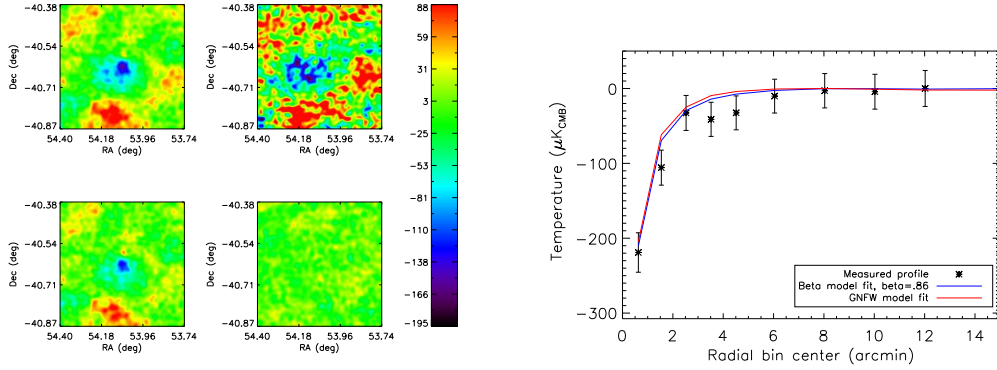 -40.38
-40.54
-40.71
-40.87
Dec (deg)
54.40 54.18 53.96 53.74
RA (deg)
-40.38
-40.54
-40.71
-40.87
Dec (deg)
54.40 54.18 53.96 53.74
RA (deg)
-40.38
-40.54
-40.71
-40.87
Dec (deg)
54.40 54.18 53.96 53.74
RA (deg)
-40.38
-40.54
-40.71
-40.87
Dec (deg)
54.40 54.18 53.96 53.74
RA (deg)
88
59
31
3
-25
-53
-81
-110
-138
-166
-195
0
-100
-200
-300
Temperature (μK_CMB)
Measured profile
Beta model fit, beta=.86
GNFW model fit
0 2 4 6 8 10 12 14
Radial bin center (arcmin)